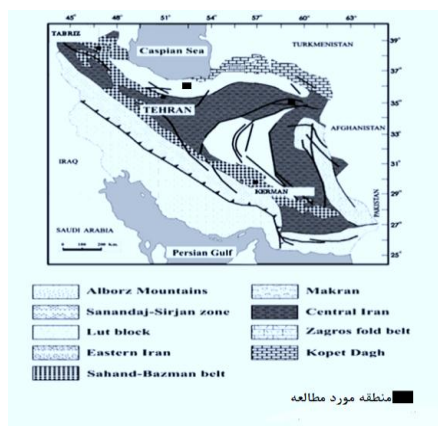 45° 48° 51° 54° 57° 60° 63°
TABRIZ
Caspian Sea
TURKMENISTAN
39°
37°
TEHRAN
35°
AFGHANISTAN
33°
IRAQ
31°
KERMAN
29°
PAKISTAN
SAUDI ARABIA
27°
Persian Gulf
25°
Alborz Mountains
Makran
Sanandaj-Sirjan zone
Central Iran
Lut block
Zagros fold belt
Eastern Iran
Kopet Dagh
Sahand-Bazman belt
منطقه مورد مطالعه